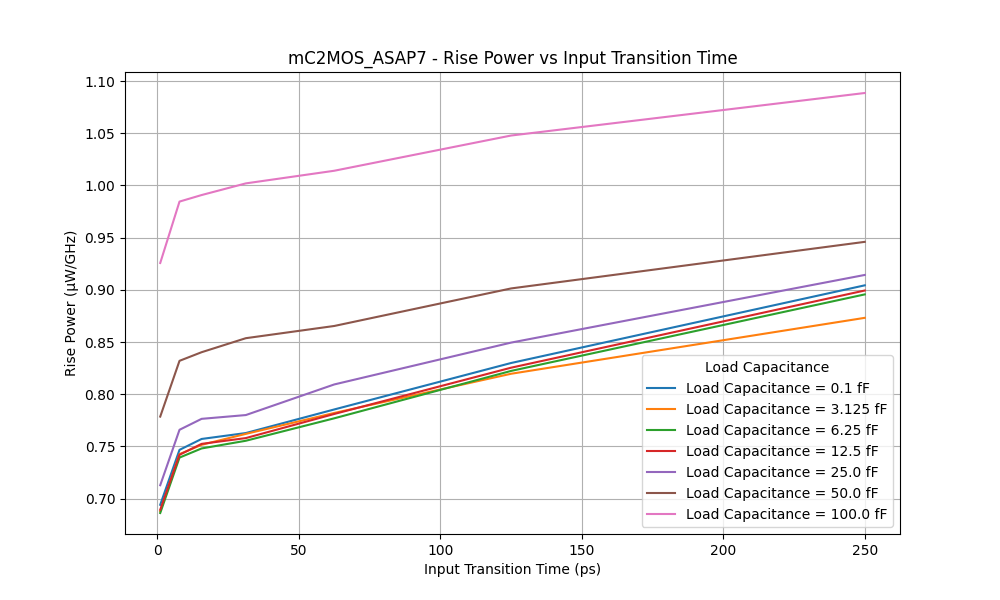 mC2MOS_ASAP7 - Rise Power vs Input Transition Time
Rise Power (μW/GHz)
1.10
1.05
1.00
0.95
0.90
0.85
0.80
0.75
0.70
Load Capacitance
Load Capacitance = 0.1 fF
Load Capacitance = 3.125 fF
Load Capacitance = 6.25 fF
Load Capacitance = 12.5 fF
Load Capacitance = 25.0 fF
Load Capacitance = 50.0 fF
Load Capacitance = 100.0 fF
0 50 100 150 200 250
Input Transition Time (ps)